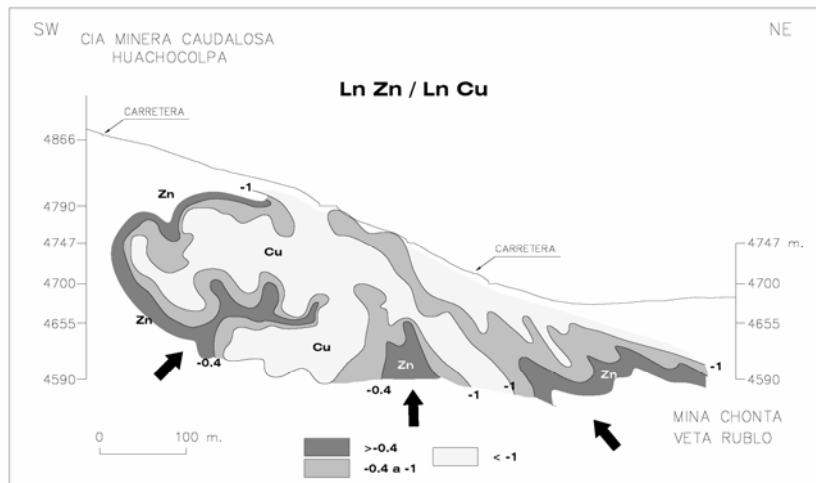 SW
NE
CIA MINERA CAUDALOSA
HUACHOCOLPA
Ln Zn / Ln Cu
CARRETERA
4866
Zn
-1
4790
4747
Cu
CARRETERA
4747 m.
4700
4700
Zn
4655
4655
Cu
Zn
Zn
-1
4590
-0.4
-0.4
-1
-1
4590
MINA CHONTA
VETA RUBLO
0
100 m.
>-0.4
-0.4 a -1
< -1